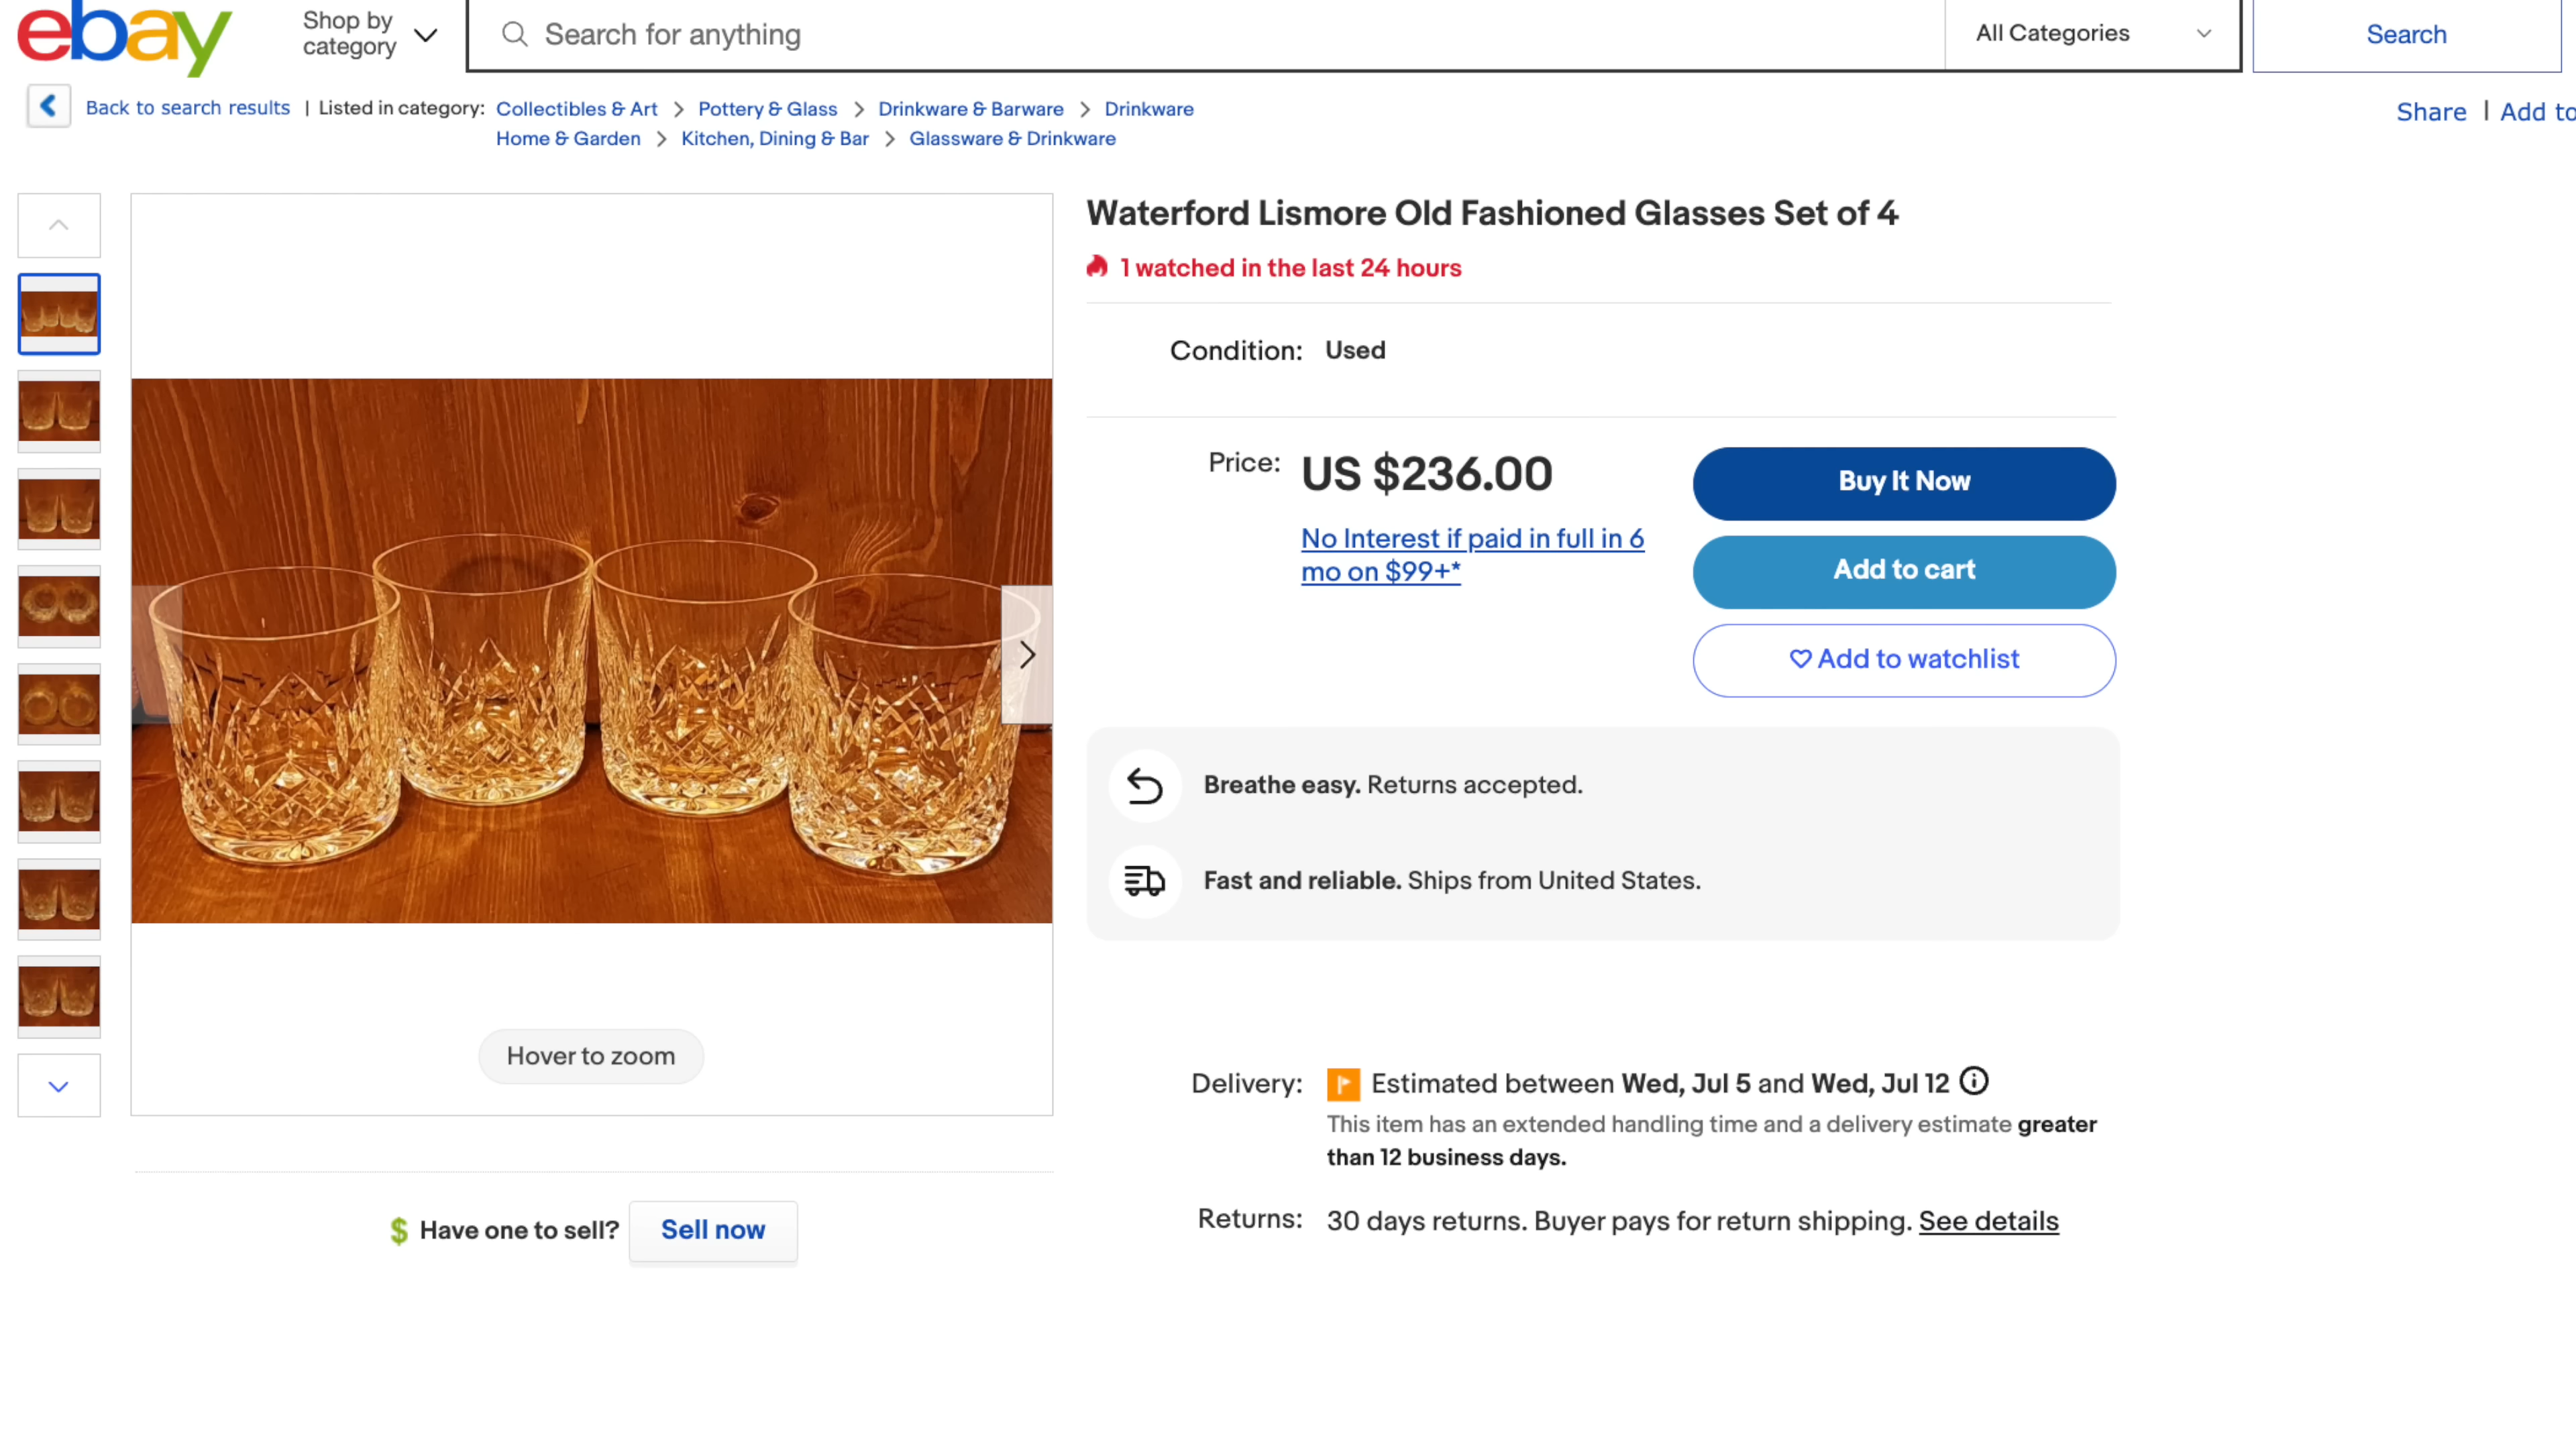 ebay
Shop by
category
Search for anything
All Categories
Search
Back to search results | Listed in category: Collectibles & Art > Pottery & Glass > Drinkware & Barware > Drinkware
Home & Garden > Kitchen, Dining & Bar > Glassware & Drinkware
Share | Add to
Waterford Lismore Old Fashioned Glasses Set of 4
1 watched in the last 24 hours
Condition: Used
Price: US $236.00
No Interest if paid in full in 6
mo on $99+*
Buy It Now
Add to cart
Add to watchlist
Breathe easy. Returns accepted.
Fast and reliable. Ships from United States.
Hover to zoom
Delivery: Estimated between Wed, Jul 5 and Wed, Jul 12
This item has an extended handling time and a delivery estimate greater
than 12 business days.
Returns: 30 days returns. Buyer pays for return shipping. See details
$ Have one to sell? Sell now